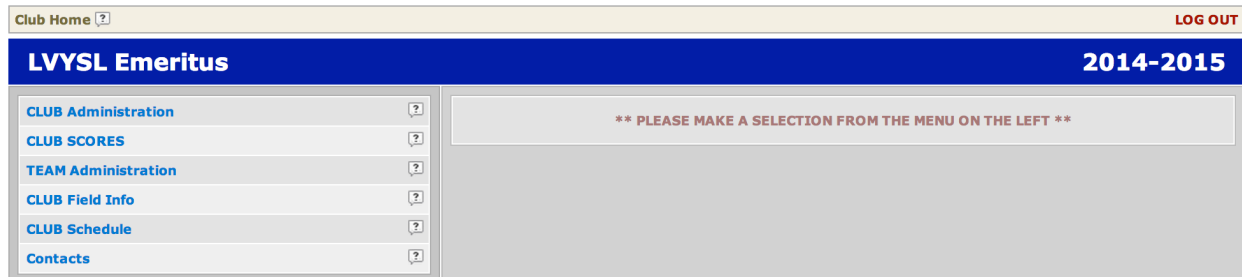 Club Home ?
LOG OUT
LVYSL Emeritus
2014-2015
CLUB Administration ?
CLUB SCORES ?
TEAM Administration ?
CLUB Field Info ?
CLUB Schedule ?
Contacts ?
** PLEASE MAKE A SELECTION FROM THE MENU ON THE LEFT **